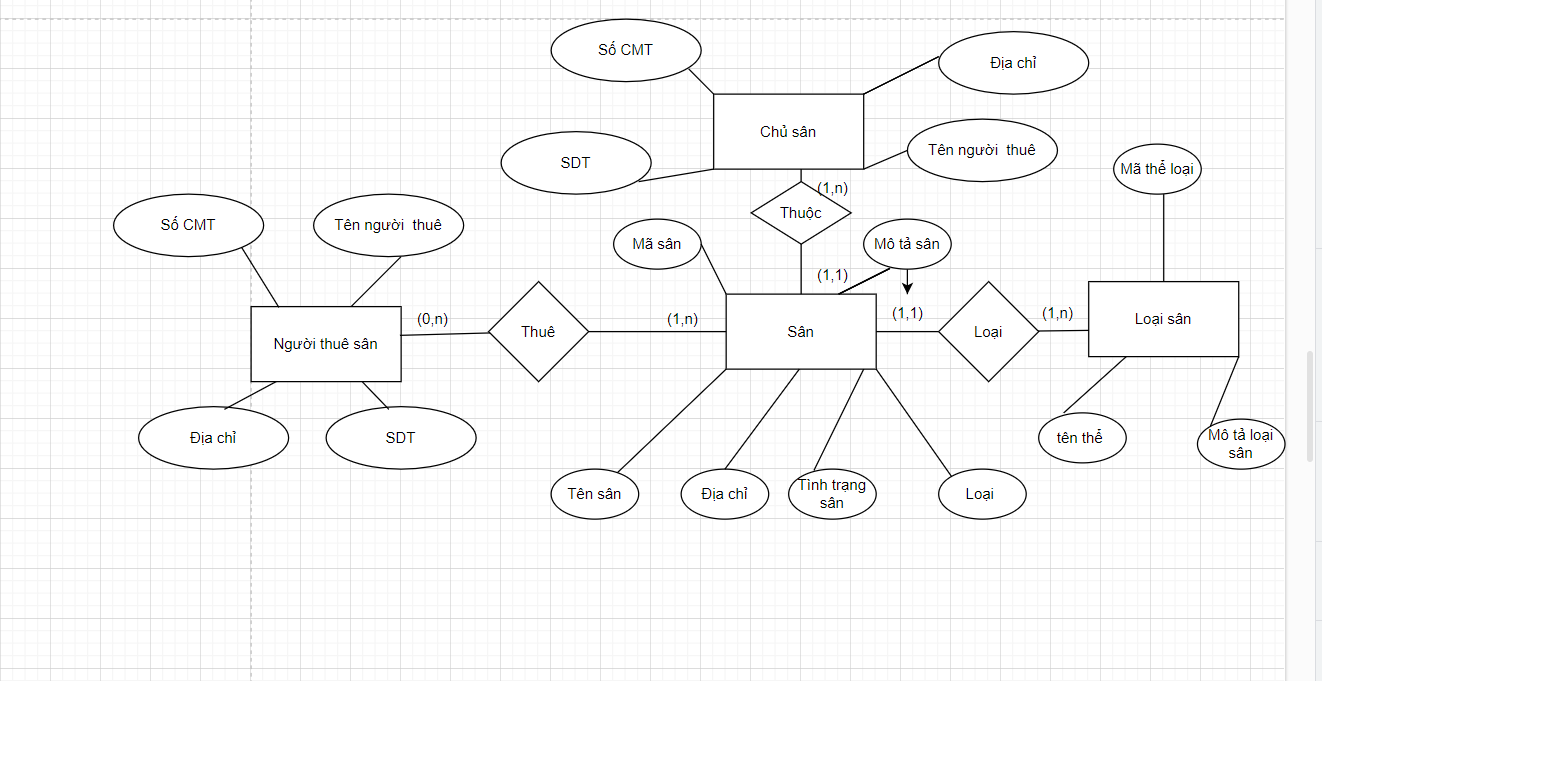 Số CMT
Địa chỉ
Chủ sân
Tên người thuê
SDT
Mã thể loại
(1,n)
Thuộc
Số CMT
Tên người thuê
Mã sân
Mô tả sân
(1,1)
(0,n)
(1,n)
(1,1)
(1,n)
Người thuê sân
Thuê
Sân
Loại
Loại sân
Địa chỉ
SDT
tên thể
Mô tả loại
sân
Tên sân
Địa chỉ
Tình trạng
sân
Loại